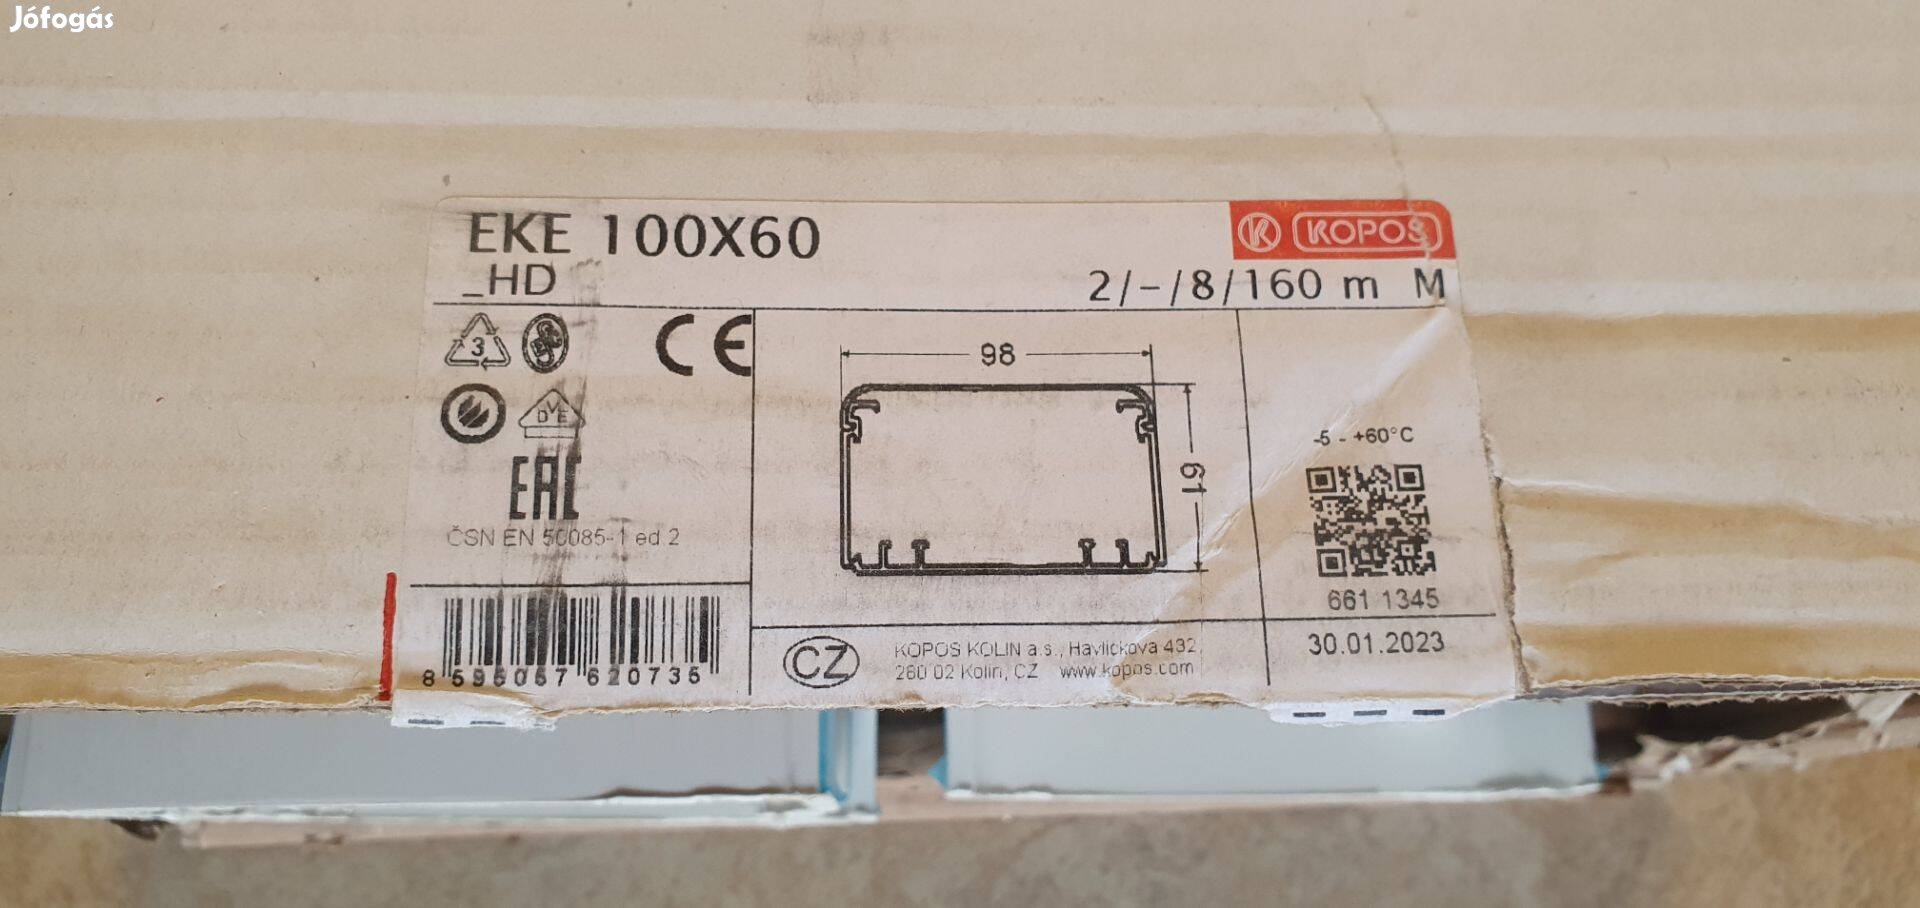 Jófogás
EKE 100X60
_HD
KOPOS
2/-/8/160 m M
3
CE
DVE
EAC
ČSN EN 50085-1 ed.2
98
61
-5 - +60°C
661 1345
30.01.2023
8 595057 620735
CZ
KOPOS KOLIN a.s., Havlíčkova 432,
280 02 Kolín, CZ www.kopos.com